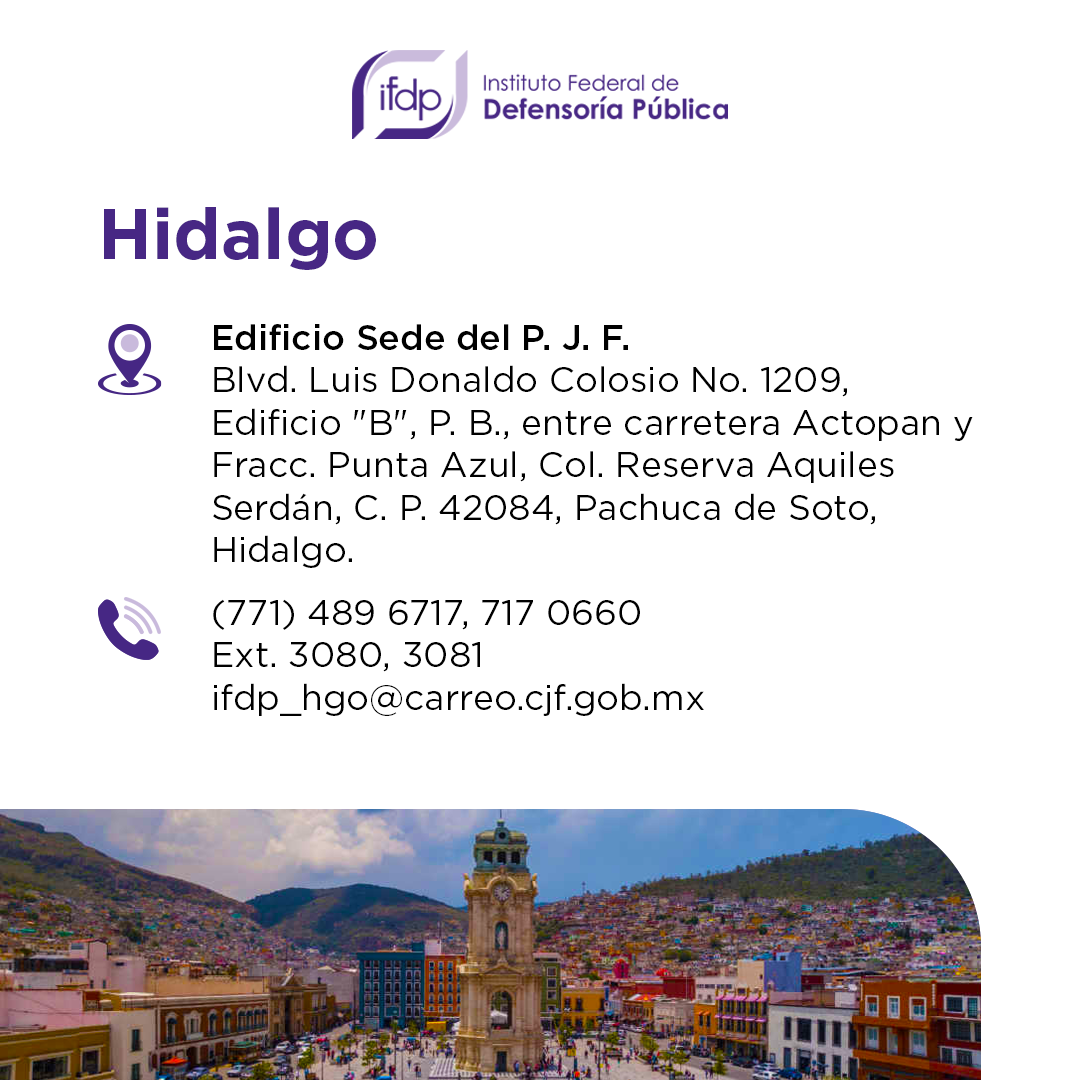 ifdp
Instituto Federal de
Defensoría Pública
Hidalgo
Edificio Sede del P. J. F.
Blvd. Luis Donaldo Colosio No. 1209,
Edificio "B", P. B., entre carretera Actopan y
Fracc. Punta Azul, Col. Reserva Aquiles
Serdán, C. P. 42084, Pachuca de Soto,
Hidalgo.
(771) 489 6717, 717 0660
Ext. 3080, 3081
ifdp_hgo@carreo.cjf.gob.mx